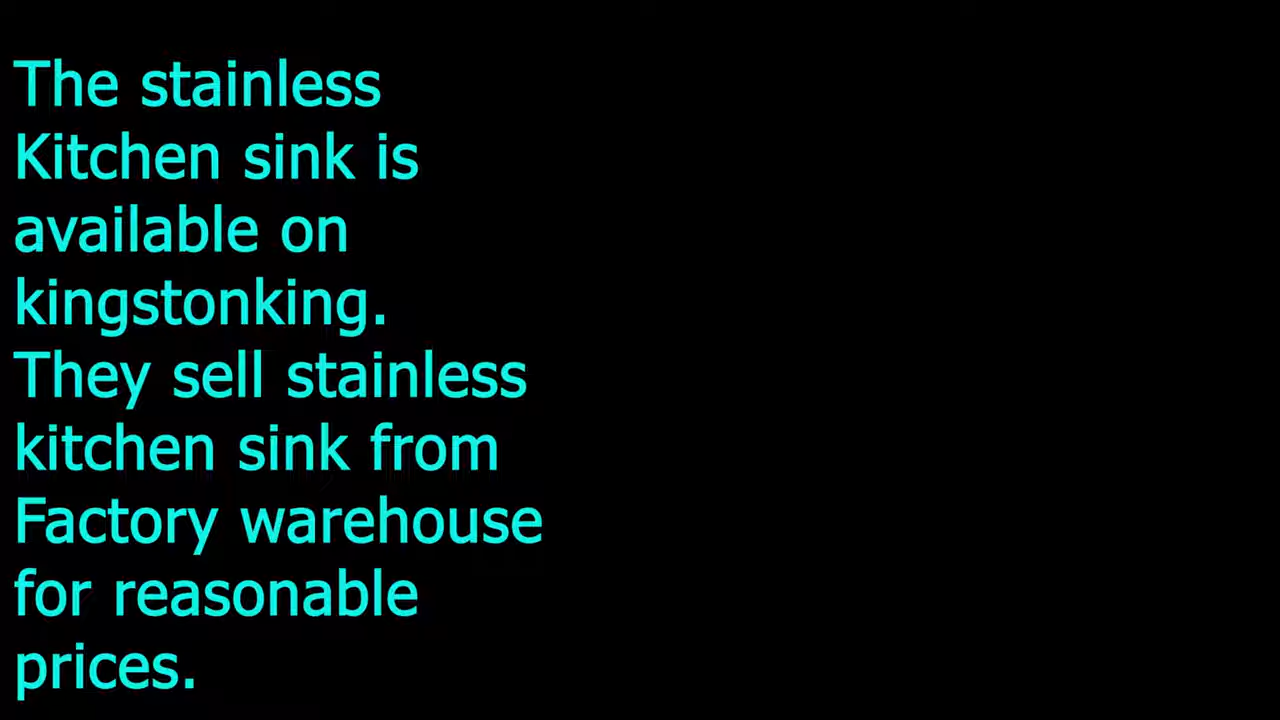 The stainless
Kitchen sink is
available on
kingstonking.
They sell stainless
kitchen sink from
Factory warehouse
for reasonable
prices.